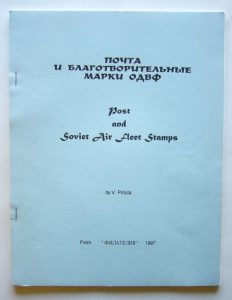 ПОЧТА
И БЛАГОТВОРИТЕЛЬНЫЕ
МАРКИ ОДВФ
Post
and
Soviet Air Fleet Stamps
by V. Pritula
From "ФИЛАТЕЛИЯ" 1997